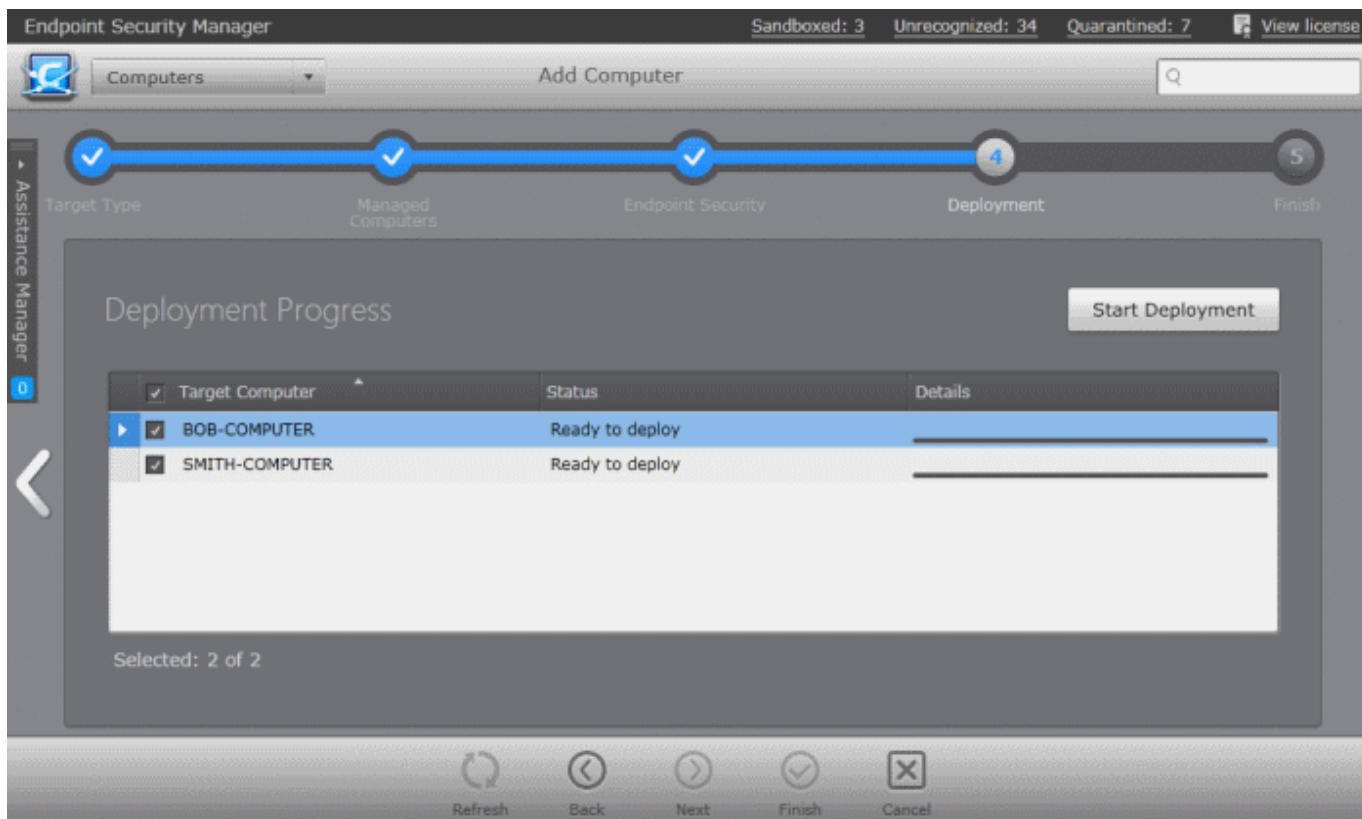 Endpoint Security Manager
Sandboxed: 3
Unrecognized: 34
Quarantined: 7
View license
Computers
Add Computer
4
5
Target Type
Managed
Computers
Endpoint Security
Deployment
Finish
Assistance Manager
0
Deployment Progress
Start Deployment
Target Computer
Status
Details
BOB-COMPUTER
Ready to deploy
SMITH-COMPUTER
Ready to deploy
Selected: 2 of 2
Refresh
Back
Next
Finish
Cancel